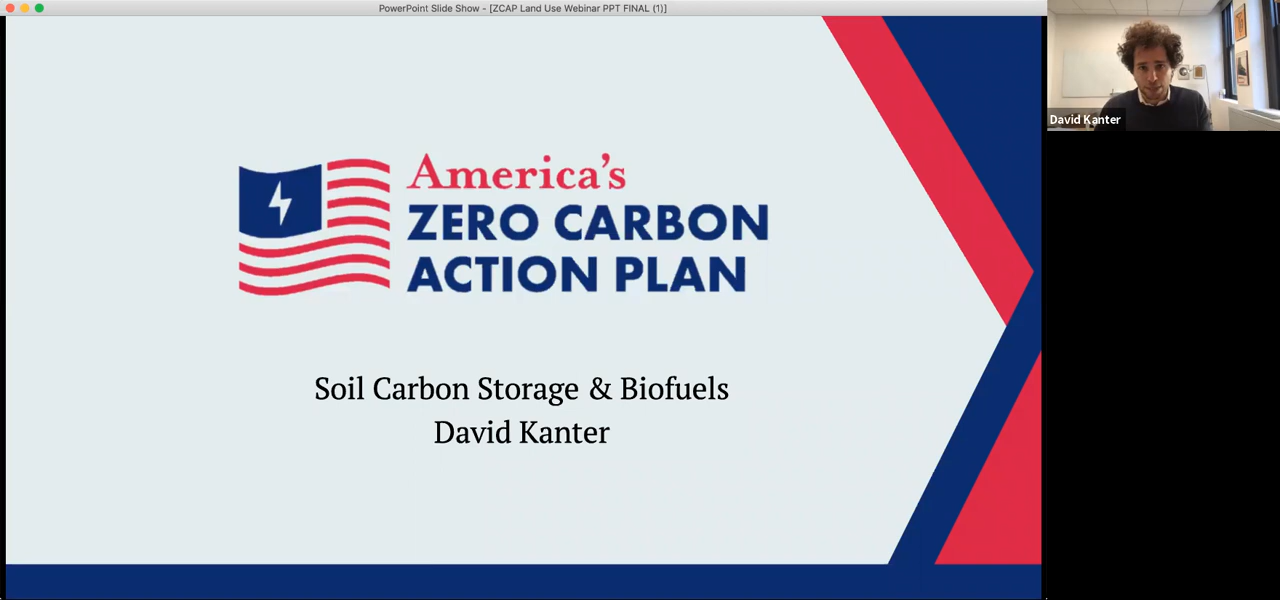 PowerPoint Slide Show - [ZCAP Land Use Webinar PPT FINAL (1)]
America's
ZERO CARBON
ACTION PLAN
Soil Carbon Storage & Biofuels
David Kanter
David Kanter